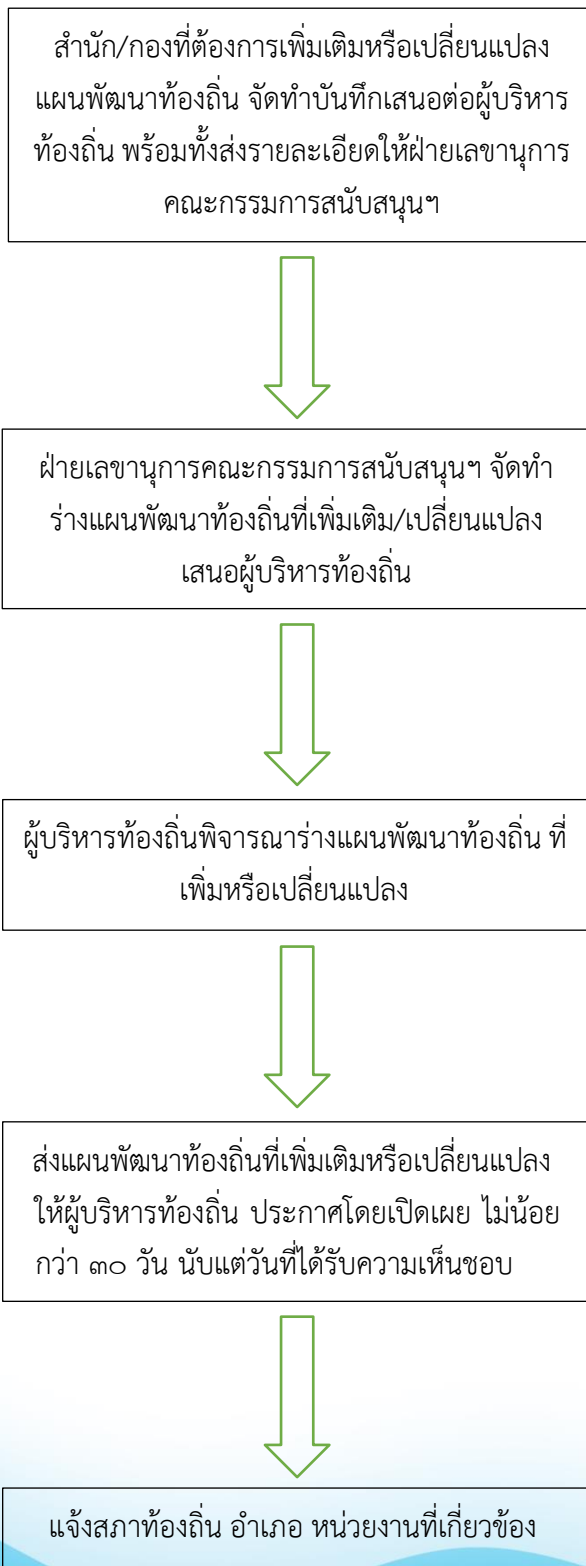 สำนัก/กองที่ต้องการเพิ่มเติมหรือเปลี่ยนแปลง
แผนพัฒนาท้องถิ่น จัดทำบันทึกเสนอต่อผู้บริหาร
ท้องถิ่น พร้อมทั้งส่งรายละเอียดให้ฝ่ายเลขานุการ
คณะกรรมการสนับสนุนฯ
ฝ่ายเลขานุการคณะกรรมการสนับสนุนฯ จัดทำ
ร่างแผนพัฒนาท้องถิ่นที่เพิ่มเติม/เปลี่ยนแปลง
เสนอผู้บริหารท้องถิ่น
ผู้บริหารท้องถิ่นพิจารณาร่างแผนพัฒนาท้องถิ่น ที่
เพิ่มหรือเปลี่ยนแปลง
ส่งแผนพัฒนาท้องถิ่นที่เพิ่มเติมหรือเปลี่ยนแปลง
ให้ผู้บริหารท้องถิ่น ประกาศโดยเปิดเผย ไม่น้อย
กว่า ๓๐ วัน นับแต่วันที่ได้รับความเห็นชอบ
แจ้งสภาท้องถิ่น อำเภอ หน่วยงานที่เกี่ยวข้อง